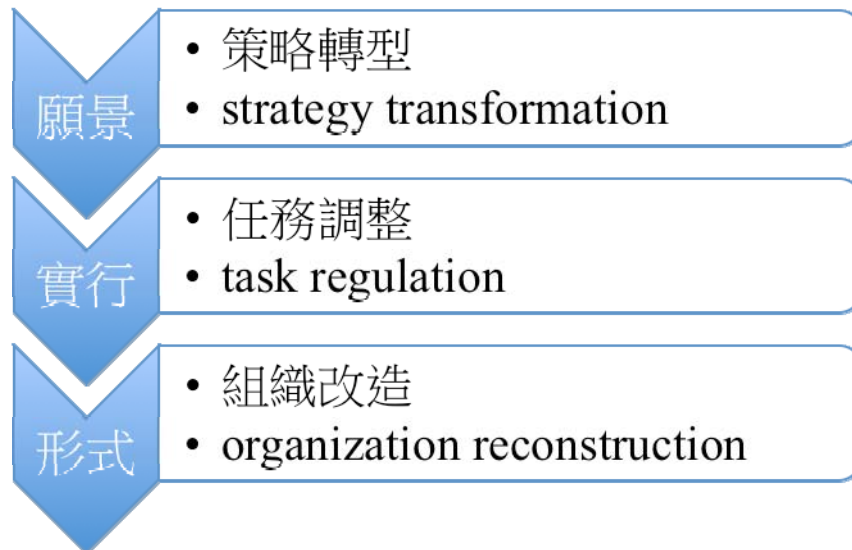 願景
• 策略轉型
• strategy transformation
實行
• 任務調整
• task regulation
形式
• 組織改造
• organization reconstruction